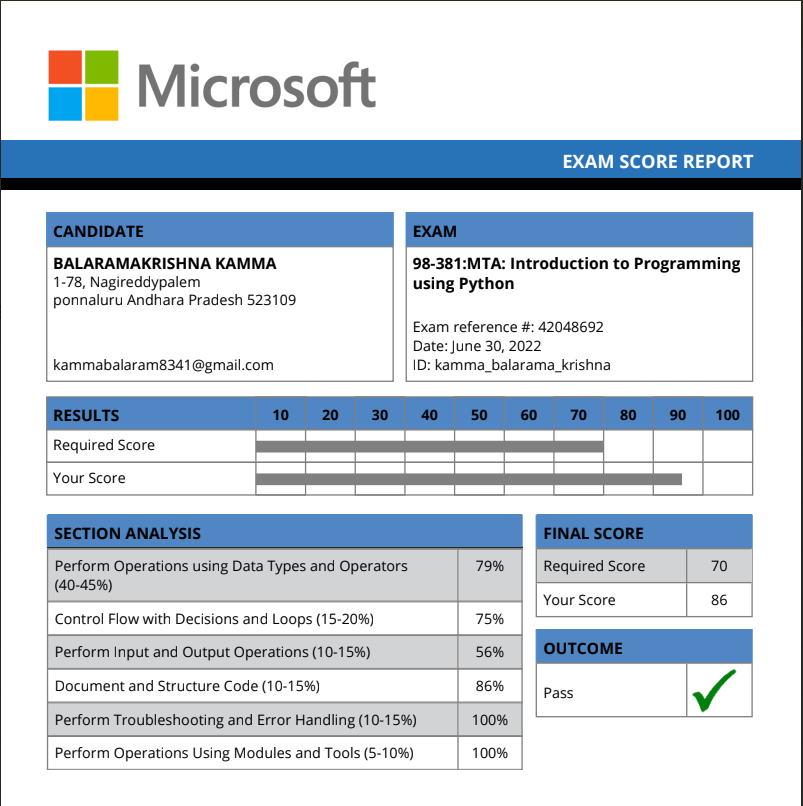 Microsoft
EXAM SCORE REPORT
CANDIDATE
BALARAMAKRISHNA KAMMA
1-78, Nagireddypalem
ponnaluru Andhara Pradesh 523109
kammabalaram8341@gmail.com
EXAM
98-381:MTA: Introduction to Programming
using Python
Exam reference #: 42048692
Date: June 30, 2022
ID: kamma_balarama_krishna
RESULTS 10 20 30 40 50 60 70 80 90 100
Required Score
Your Score
SECTION ANALYSIS
Perform Operations using Data Types and Operators 79%
(40-45%)
Control Flow with Decisions and Loops (15-20%) 75%
Perform Input and Output Operations (10-15%) 56%
Document and Structure Code (10-15%) 86%
Perform Troubleshooting and Error Handling (10-15%) 100%
Perform Operations Using Modules and Tools (5-10%) 100%
FINAL SCORE
Required Score 70
Your Score 86
OUTCOME
Pass